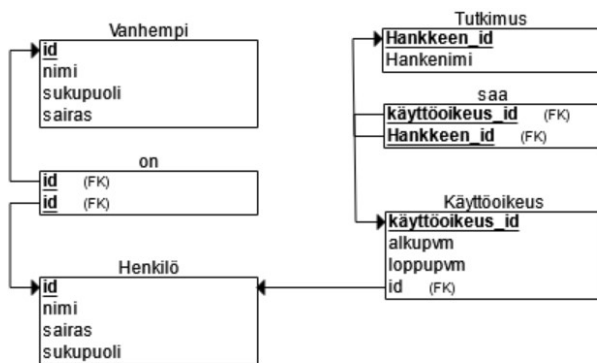 Vanhempi
id
nimi
sukupuoli
sairas
on
id (FK)
id (FK)
Henkilö
id
nimi
sairas
sukupuoli
Tutkimus
Hankkeen_id
Hankenimi
saa
käyttöoikeus_id (FK)
Hankkeen_id (FK)
Käyttöoikeus
käyttöoikeus_id
alkupvm
loppupvm
id (FK)